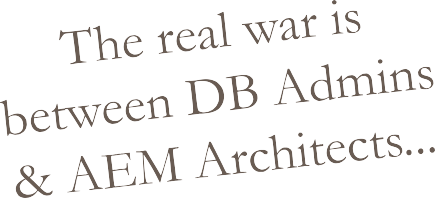 The real war is
between DB Admins
& AEM Architects...